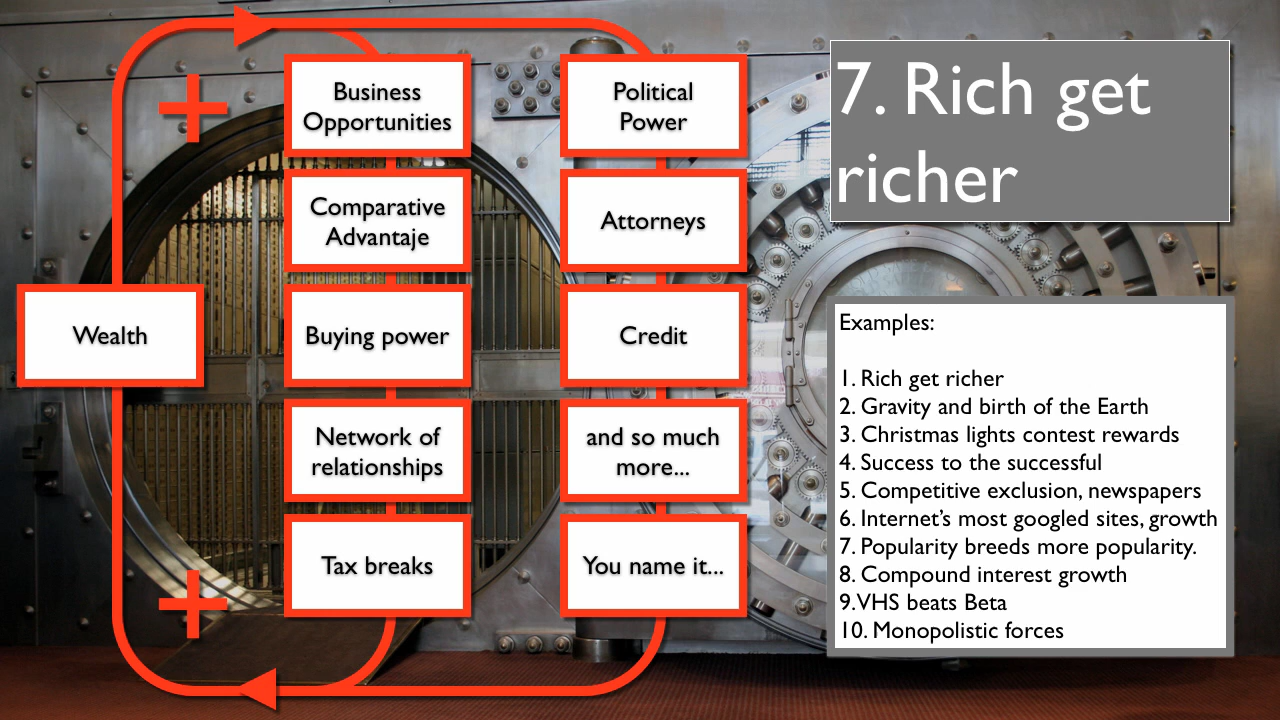 7. Rich get
richer
Business
Opportunities
Political
Power
Comparative
Advantaje
Attorneys
Wealth
Buying power
Credit
Network of
relationships
and so much
more...
Tax breaks
You name it...
+
+
Examples:
1. Rich get richer
2. Gravity and birth of the Earth
3. Christmas lights contest rewards
4. Success to the successful
5. Competitive exclusion, newspapers
6. Internet’s most googled sites, growth
7. Popularity breeds more popularity.
8. Compound interest growth
9.VHS beats Beta
10. Monopolistic forces